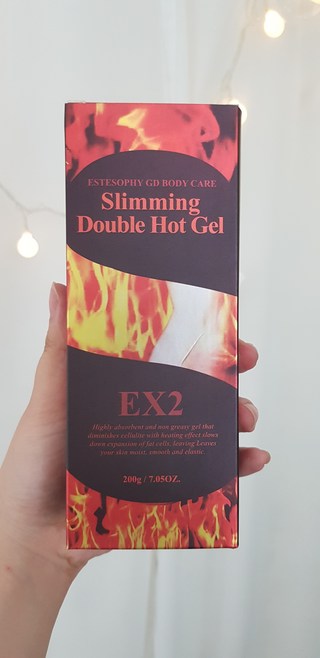 ESTESOPHY GD BODY CARE
Slimming
Double Hot Gel
EX2
Highly absorbent and non greasy gel that
diminishes cellulite with heating effect slows
down expansion of fat cells, leaving Leaves
your skin moist, smooth and elastic.
200g / 7.05OZ.